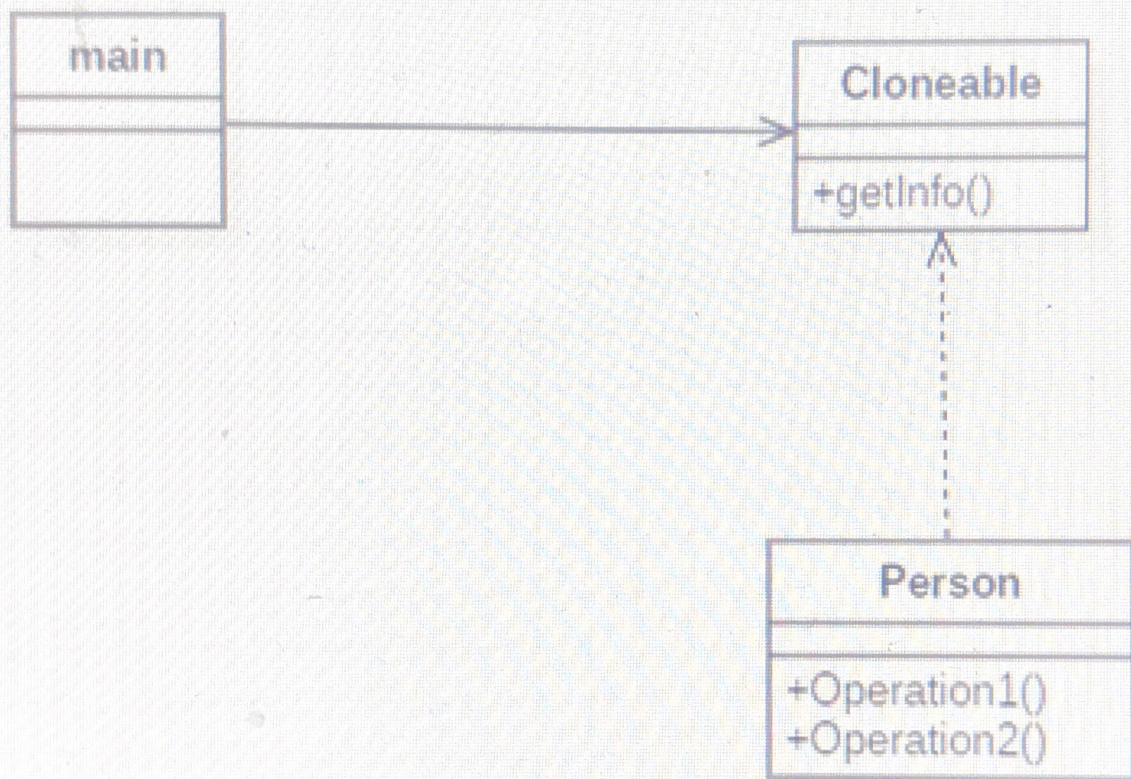 main
Cloneable
+getInfo()
Person
+Operation1()
+Operation2()